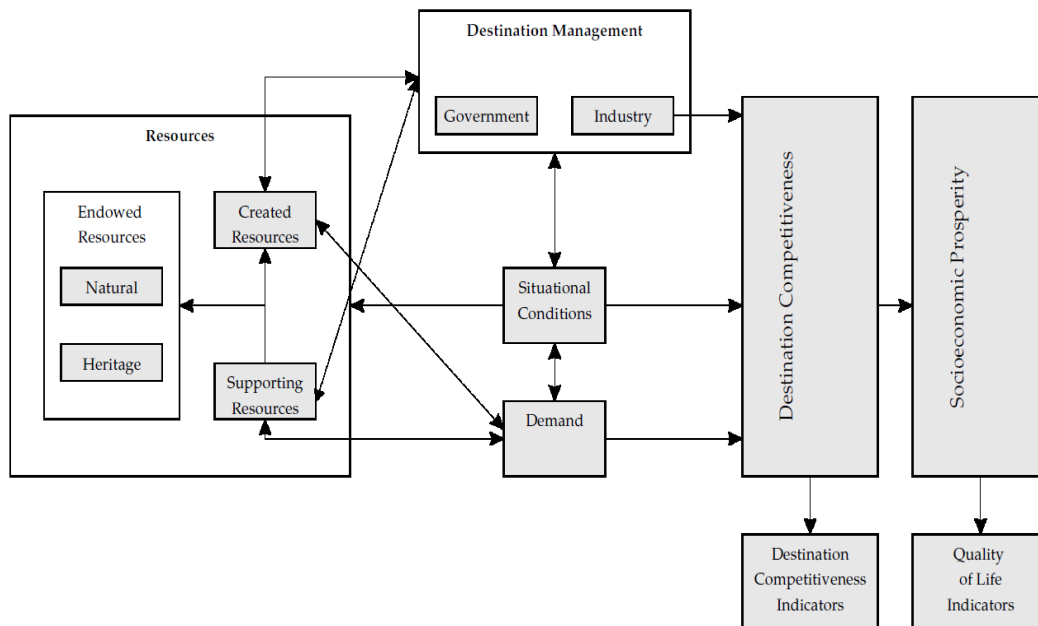 Destination Management
Government
Industry
Resources
Endowed
Resources
Natural
Heritage
Created
Resources
Supporting
Resources
Situational
Conditions
Demand
Destination Competitiveness
Socioeconomic Prosperity
Destination
Competitiveness
Indicators
Quality
of Life
Indicators